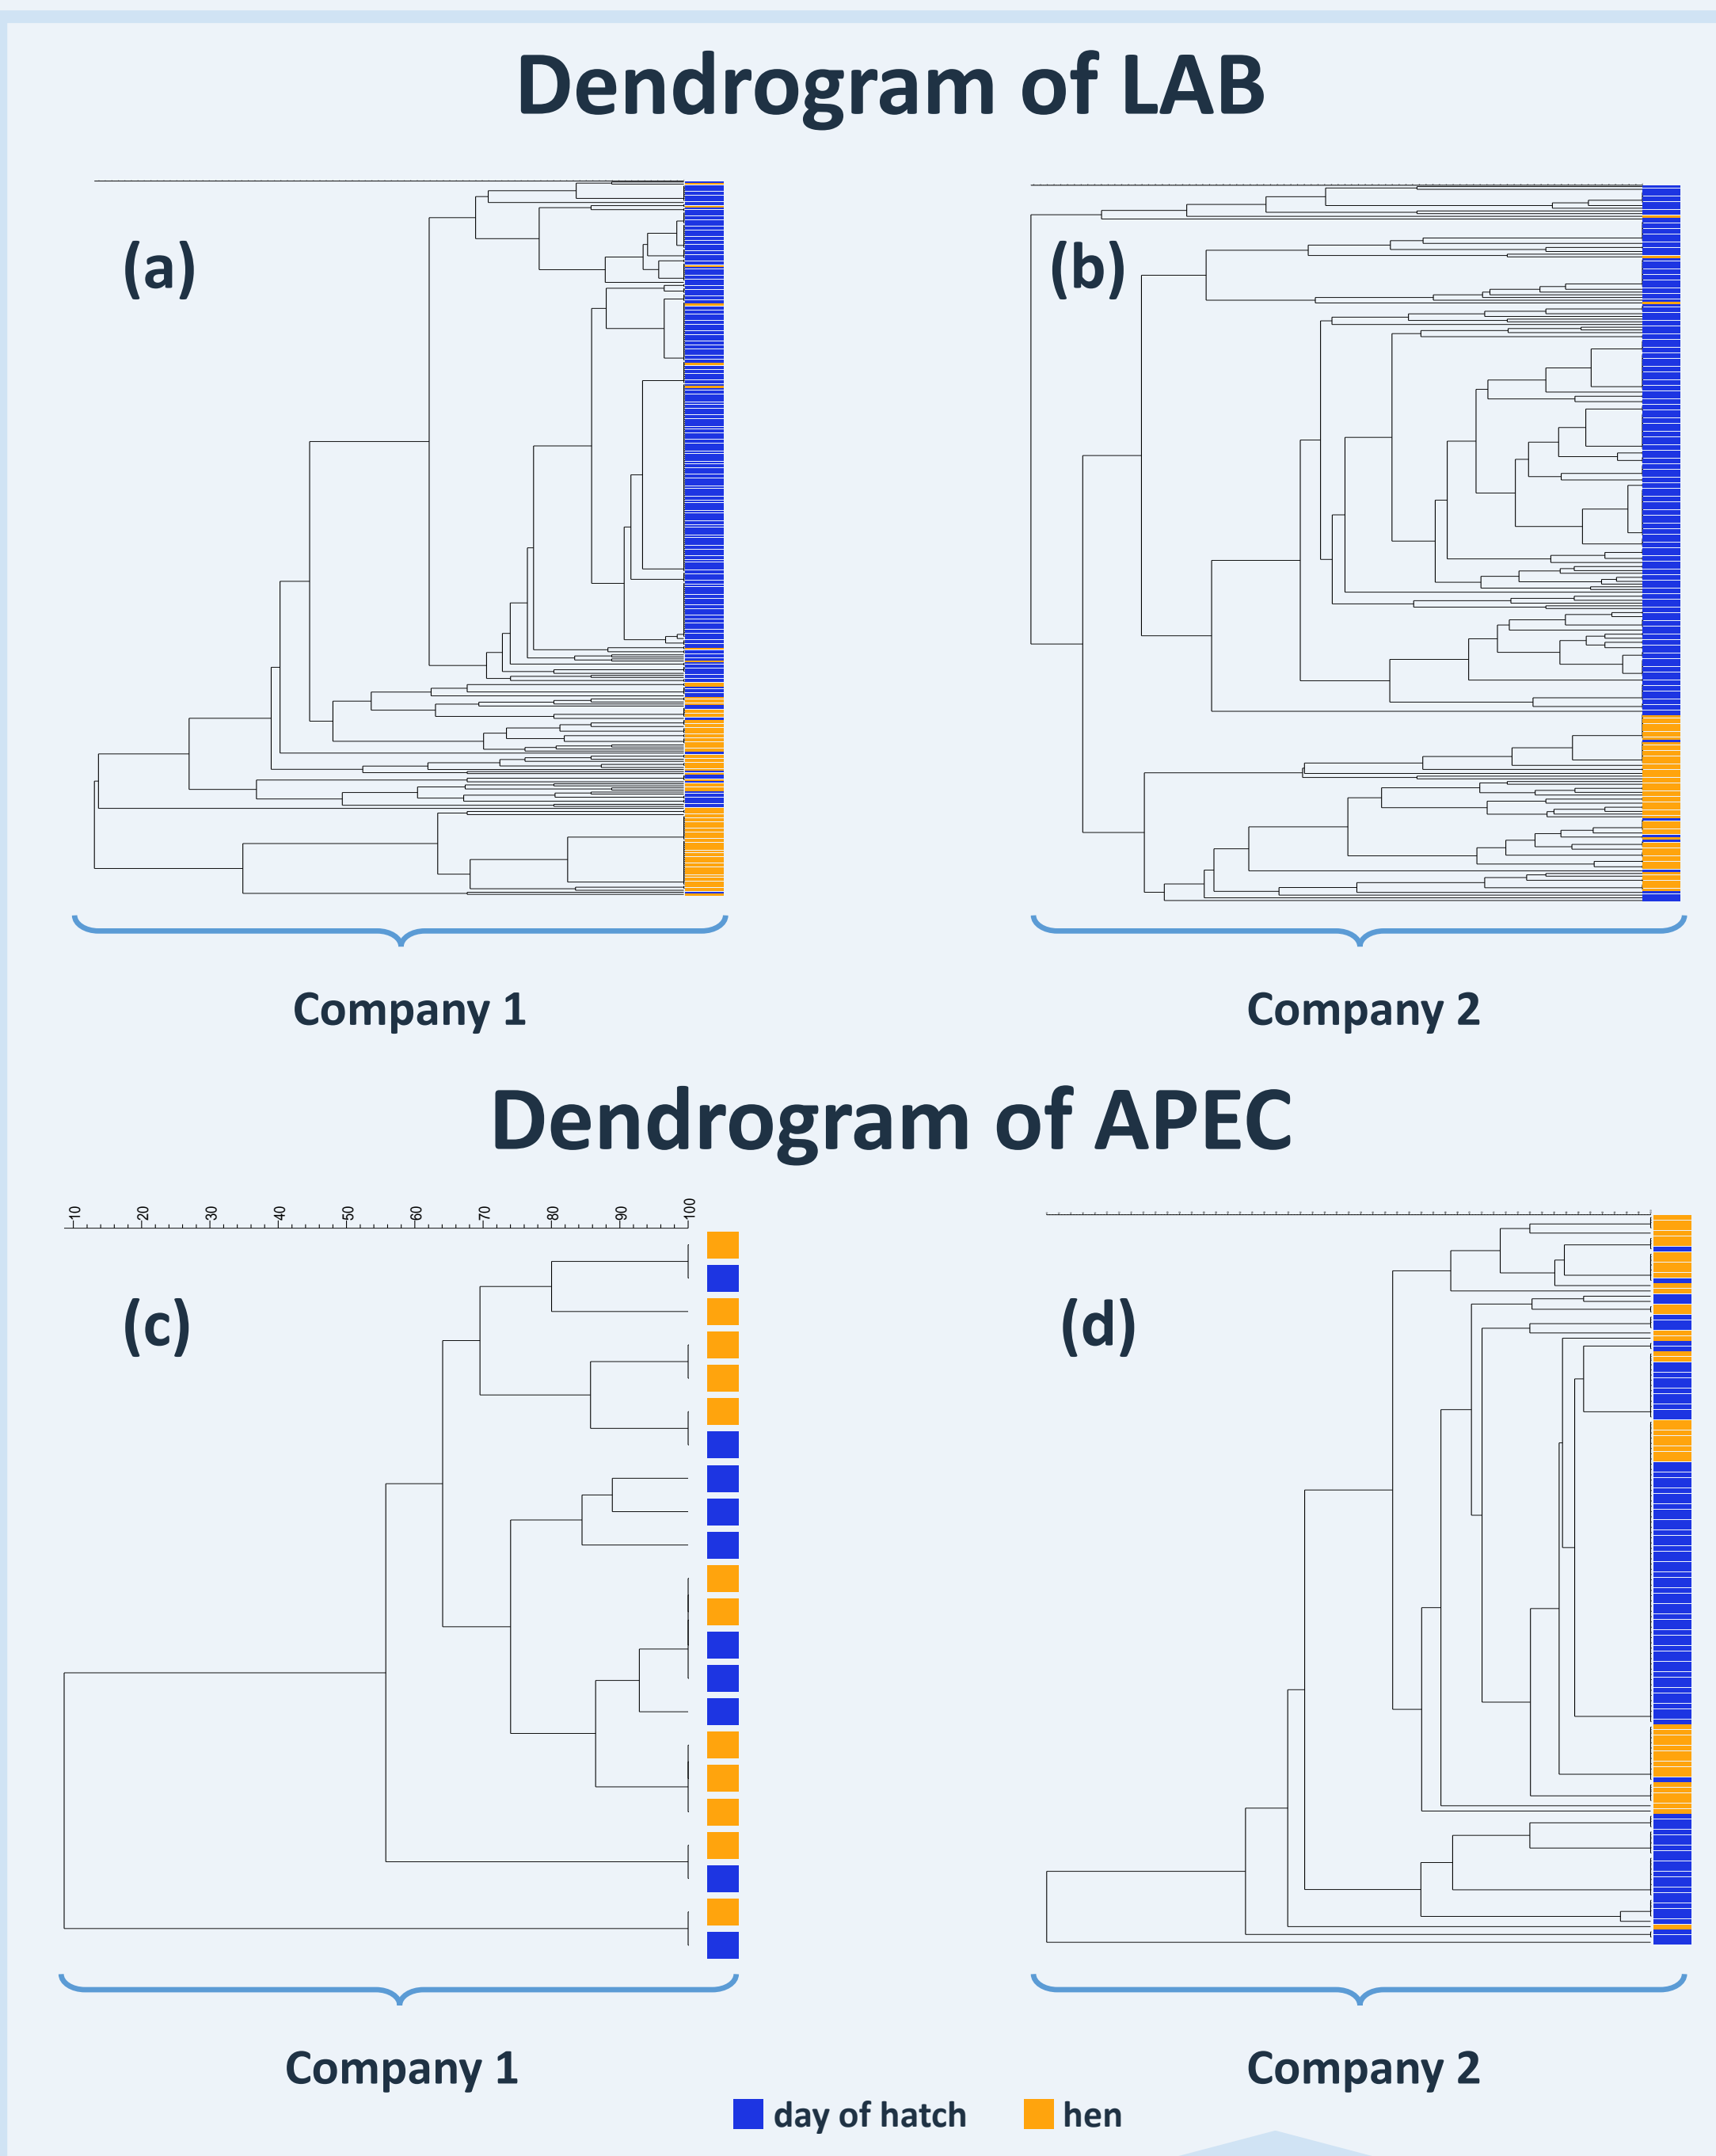 Dendrogram of LAB
(a)
(b)
Company 1
Company 2
Dendrogram of APEC
10 20 30 40 50 60 70 80 90 100
(c)
(d)
Company 1
Company 2
day of hatch
hen